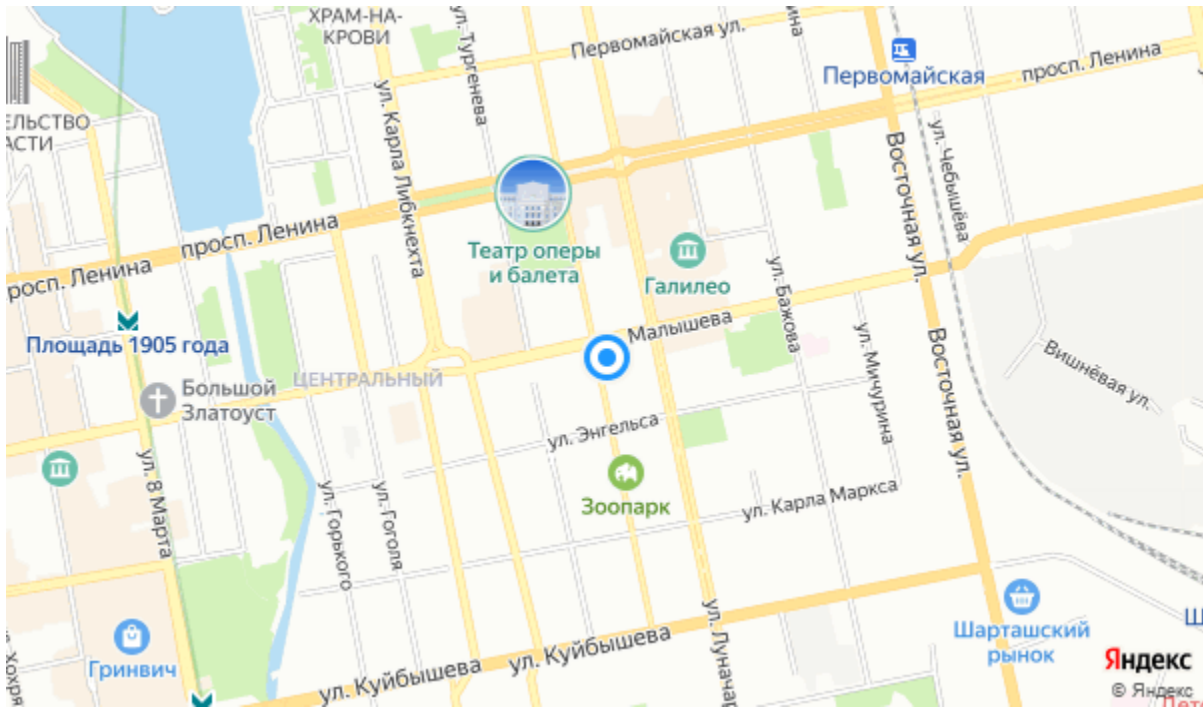 ХРАМ-НА-
КРОВИ
ул. Тургенева
Первомайская ул.
Первомайская
просп. Ленина
ул. Карла Либкнехта
Восточная ул.
ул. Чебышёва
просп. Ленина
Театр оперы
и балета
Галилео
ул. Бажова
Малышева
Площадь 1905 года
ЦЕНТРАЛЬНЫЙ
Большой
Златоуст
ул. Мичурина
Восточная ул.
Вишнёвая ул.
ул. Энгельса
ул. 8 Марта
ул. Горького
ул. Гоголя
Зоопарк
ул. Карла Маркса
Гринвич
ул. Куйбышева
ул. Куйбышева
Шарташский
рынок
Яндекс
© Яндекс